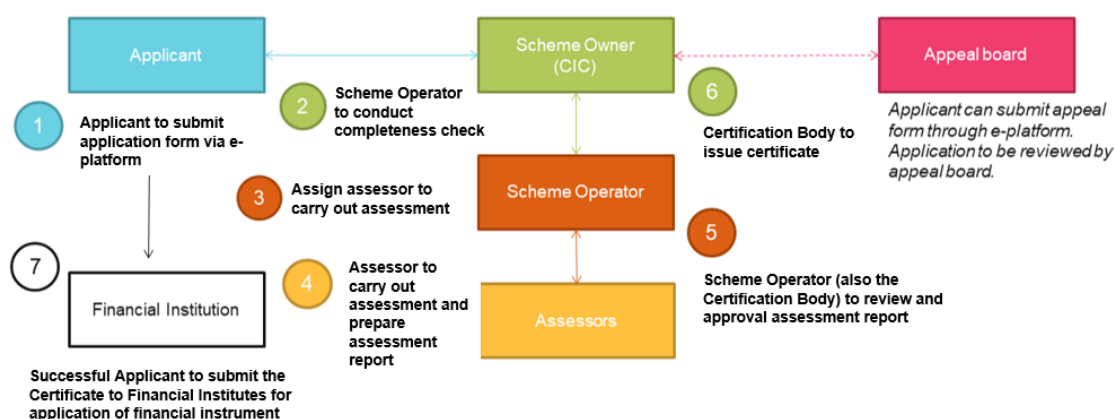 Applicant
Scheme Owner
(CIC)
Appeal board
1
Applicant to submit
application form via e-
platform
2
Scheme Operator
to conduct
completeness check
6
Certification Body to
issue certificate
Applicant can submit appeal
form through e-platform.
Application to be reviewed by
appeal board.
3
Assign assessor to
carry out assessment
Scheme Operator
5
Scheme Operator (also the
Certification Body) to review and
approval assessment report
7
Financial Institution
4
Assessor to
carry out
assessment and
prepare
assessment
report
Assessors
Successful Applicant to submit the
Certificate to Financial Institutes for
application of financial instrument